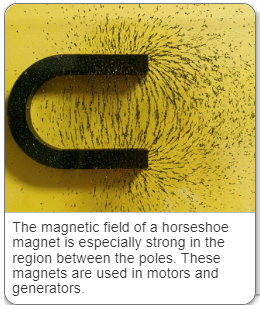 The magnetic field of a horseshoe
magnet is especially strong in the
region between the poles. These
magnets are used in motors and
generators.